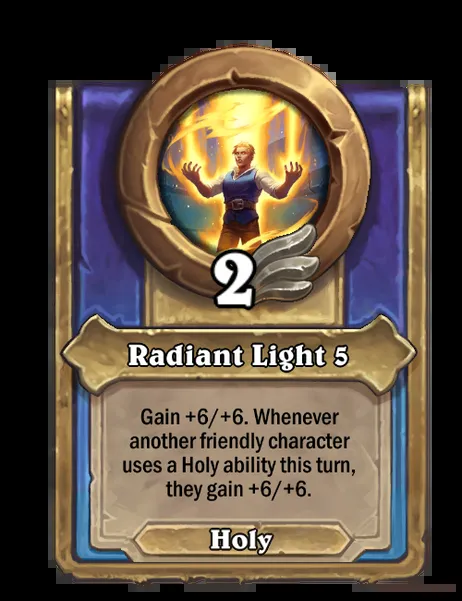 2
Radiant Light 5
Gain +6/+6. Whenever
another friendly character
uses a Holy ability this turn,
they gain +6/+6.
Holy